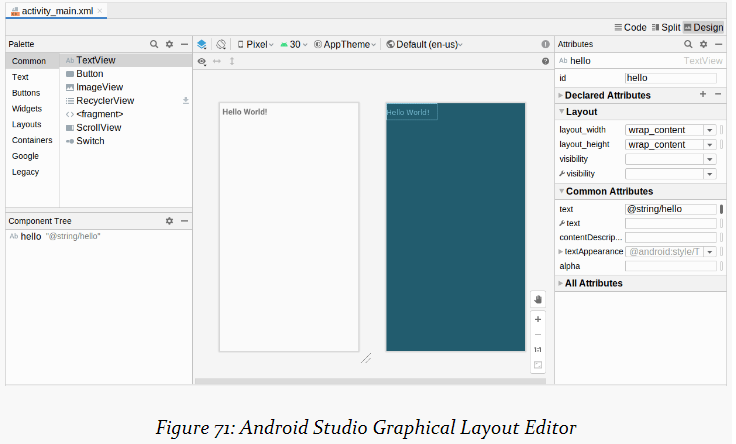 activity_main.xml
Code Split Design
Palette
Common
Text
Buttons
Widgets
Layouts
Containers
Google
Legacy
Ab TextView
Button
ImageView
RecyclerView
<> <fragment>
ScrollView
Switch
Component Tree
Ab hello "@string/hello"
Pixel 30 AppTheme Default (en-us)
Hello World!
Hello World!
1:1
Attributes
Ab hello TextView
id hello
Declared Attributes
Layout
layout_width wrap_content
layout_height wrap_content
visibility
visibility
Common Attributes
text @string/hello
text
contentDescrip...
textAppearance @android:style/T
alpha
All Attributes
Figure 71: Android Studio Graphical Layout Editor